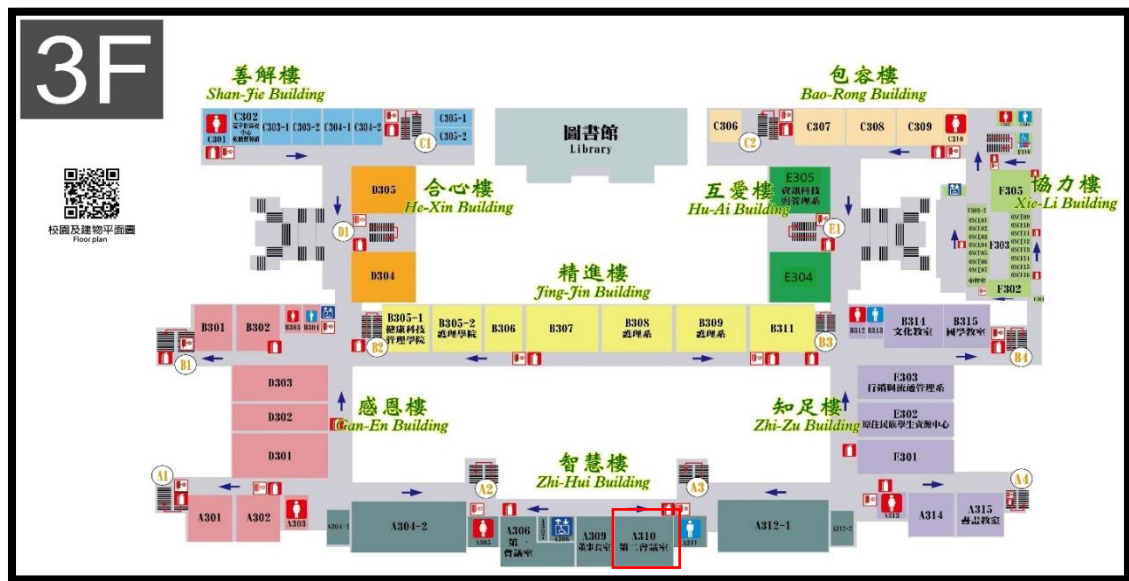 3F
善解樓
Shan-Jie Building
包容樓
Bao-Rong Building
C301
C302
C303-1
C303-2
C304-1
C304-2
C1
C305-1
C305-2
圖書館
Library
C306
C2
C307
C308
C309
C310
校園及建物平面圖
Floor plan
D305
合心樓
He-Xin Building
D1
D304
互愛樓
Hu-Ai Building
E305
資訊科技
與管理系
E1
E304
協力樓
Xie-Li Building
F305
F303
F302
精進樓
Jing-Jin Building
B301
B302
B303
B304
B1
B2
B305-1
健康科技
管理學院
B305-2
護理學院
B306
B307
B308
護理系
B309
護理系
B311
B3
B312
B313
B314
文化教室
B315
國學教室
B4
D303
D302
D301
感恩樓
Gan-En Building
知足樓
Zhi-Zu Building
E303
行銷與流通管理系
E302
原住民族學生資源中心
E301
智慧樓
Zhi-Hui Building
A1
A2
A3
A4
A301
A302
A303
A304-1
A304-2
A305
A306
第一
會議室
A308
A309
董事長室
A310
第二會議室
A311
A312-1
A312-2
A313
A314
A315
書畫教室